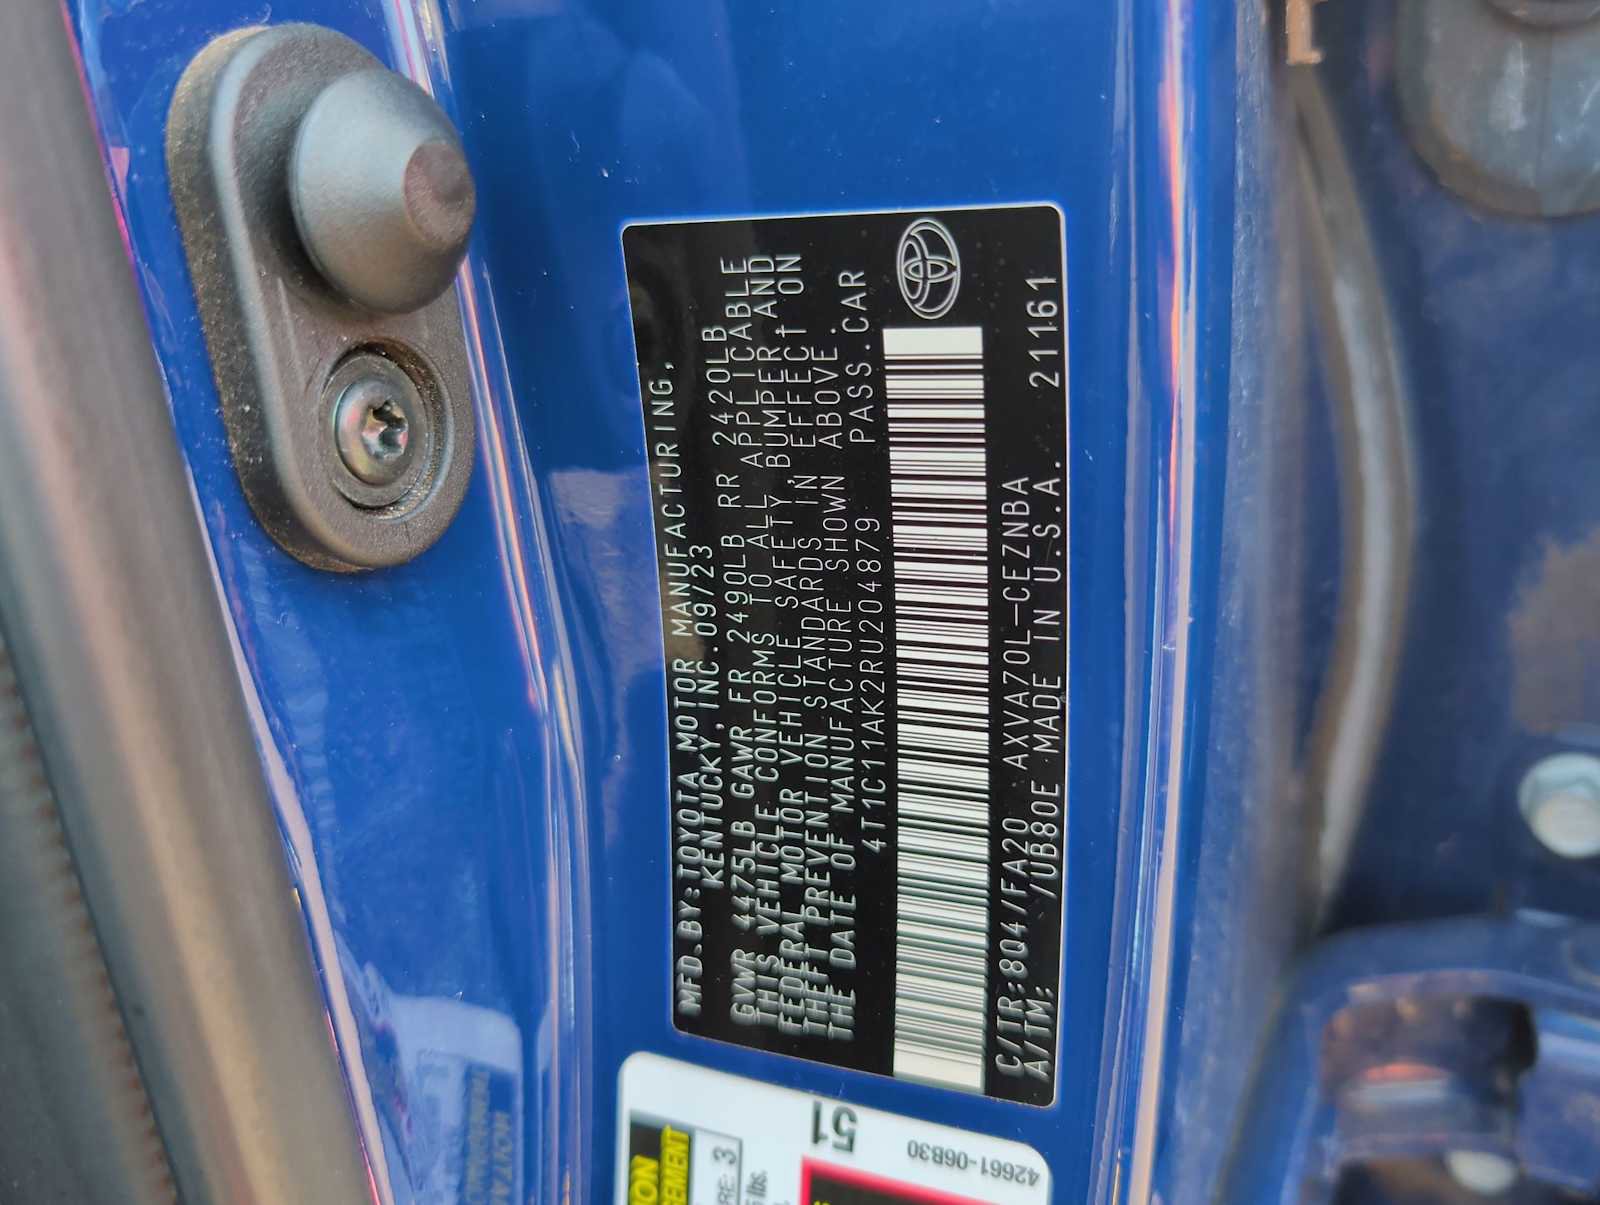 MFD.BY:TOYOTA MOTOR MANUFACTURING,
KENTUCKY, INC.09/23
GVWR 4475LB GAWR FR 2490LB RR 2420LB
THIS VEHICLE CONFORMS TO ALL APPLICABLE
FEDERAL MOTOR VEHICLE SAFETY,BUMPER,AND
THEFT PREVENTION STANDARDS IN EFFECT ON
THE DATE OF MANUFACTURE SHOWN ABOVE.
4T1C11AK2RU204879 PASS.CAR
C/TR:8Q4/FA20 AXVA70L-CEZNBA
A/TM: /UB80E MADE IN U.S.A. 21161
51
42661-06B30
3
lbs.